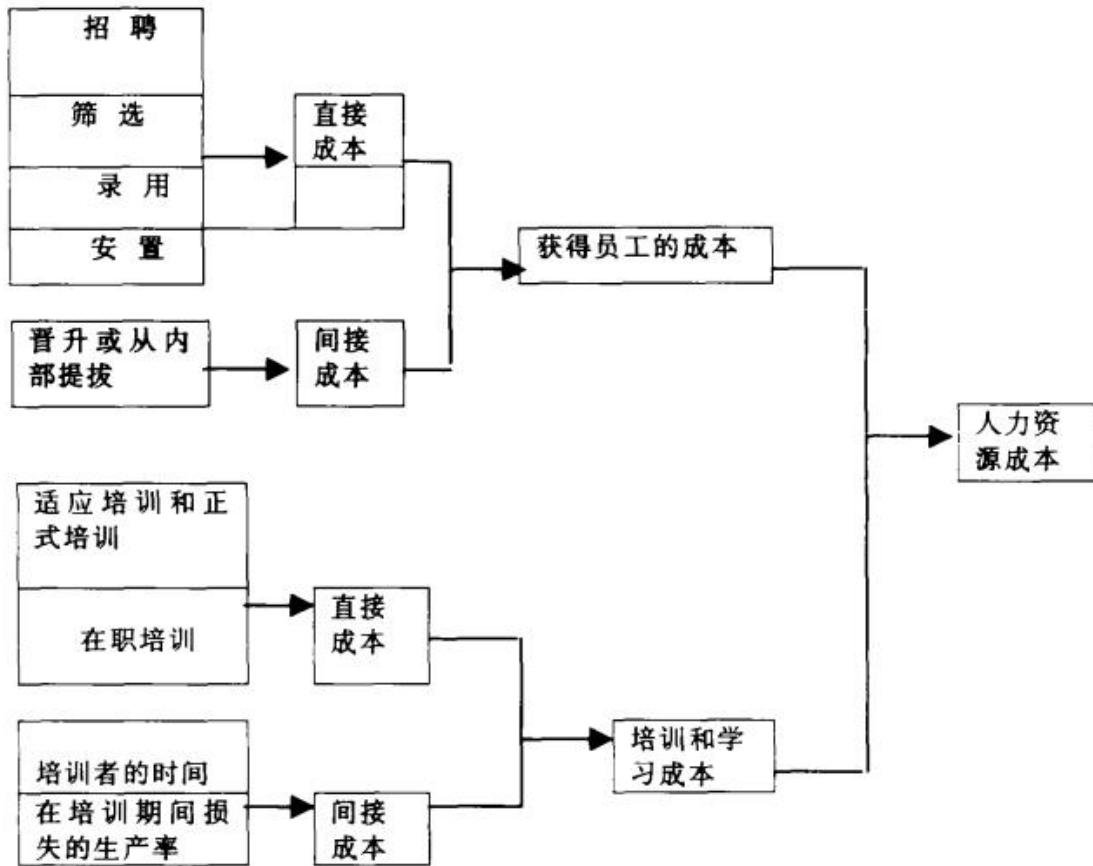 招 聘
筛 选
录 用
安 置
直接
成本
获得员工的成本
晋升或从内
部提拔
间接
成本
人力资
源成本
适应培训和正
式培训
在职培训
直接
成本
培训者的时间
在培训期间损
失的生产率
间接
成本
培训和学
习成本